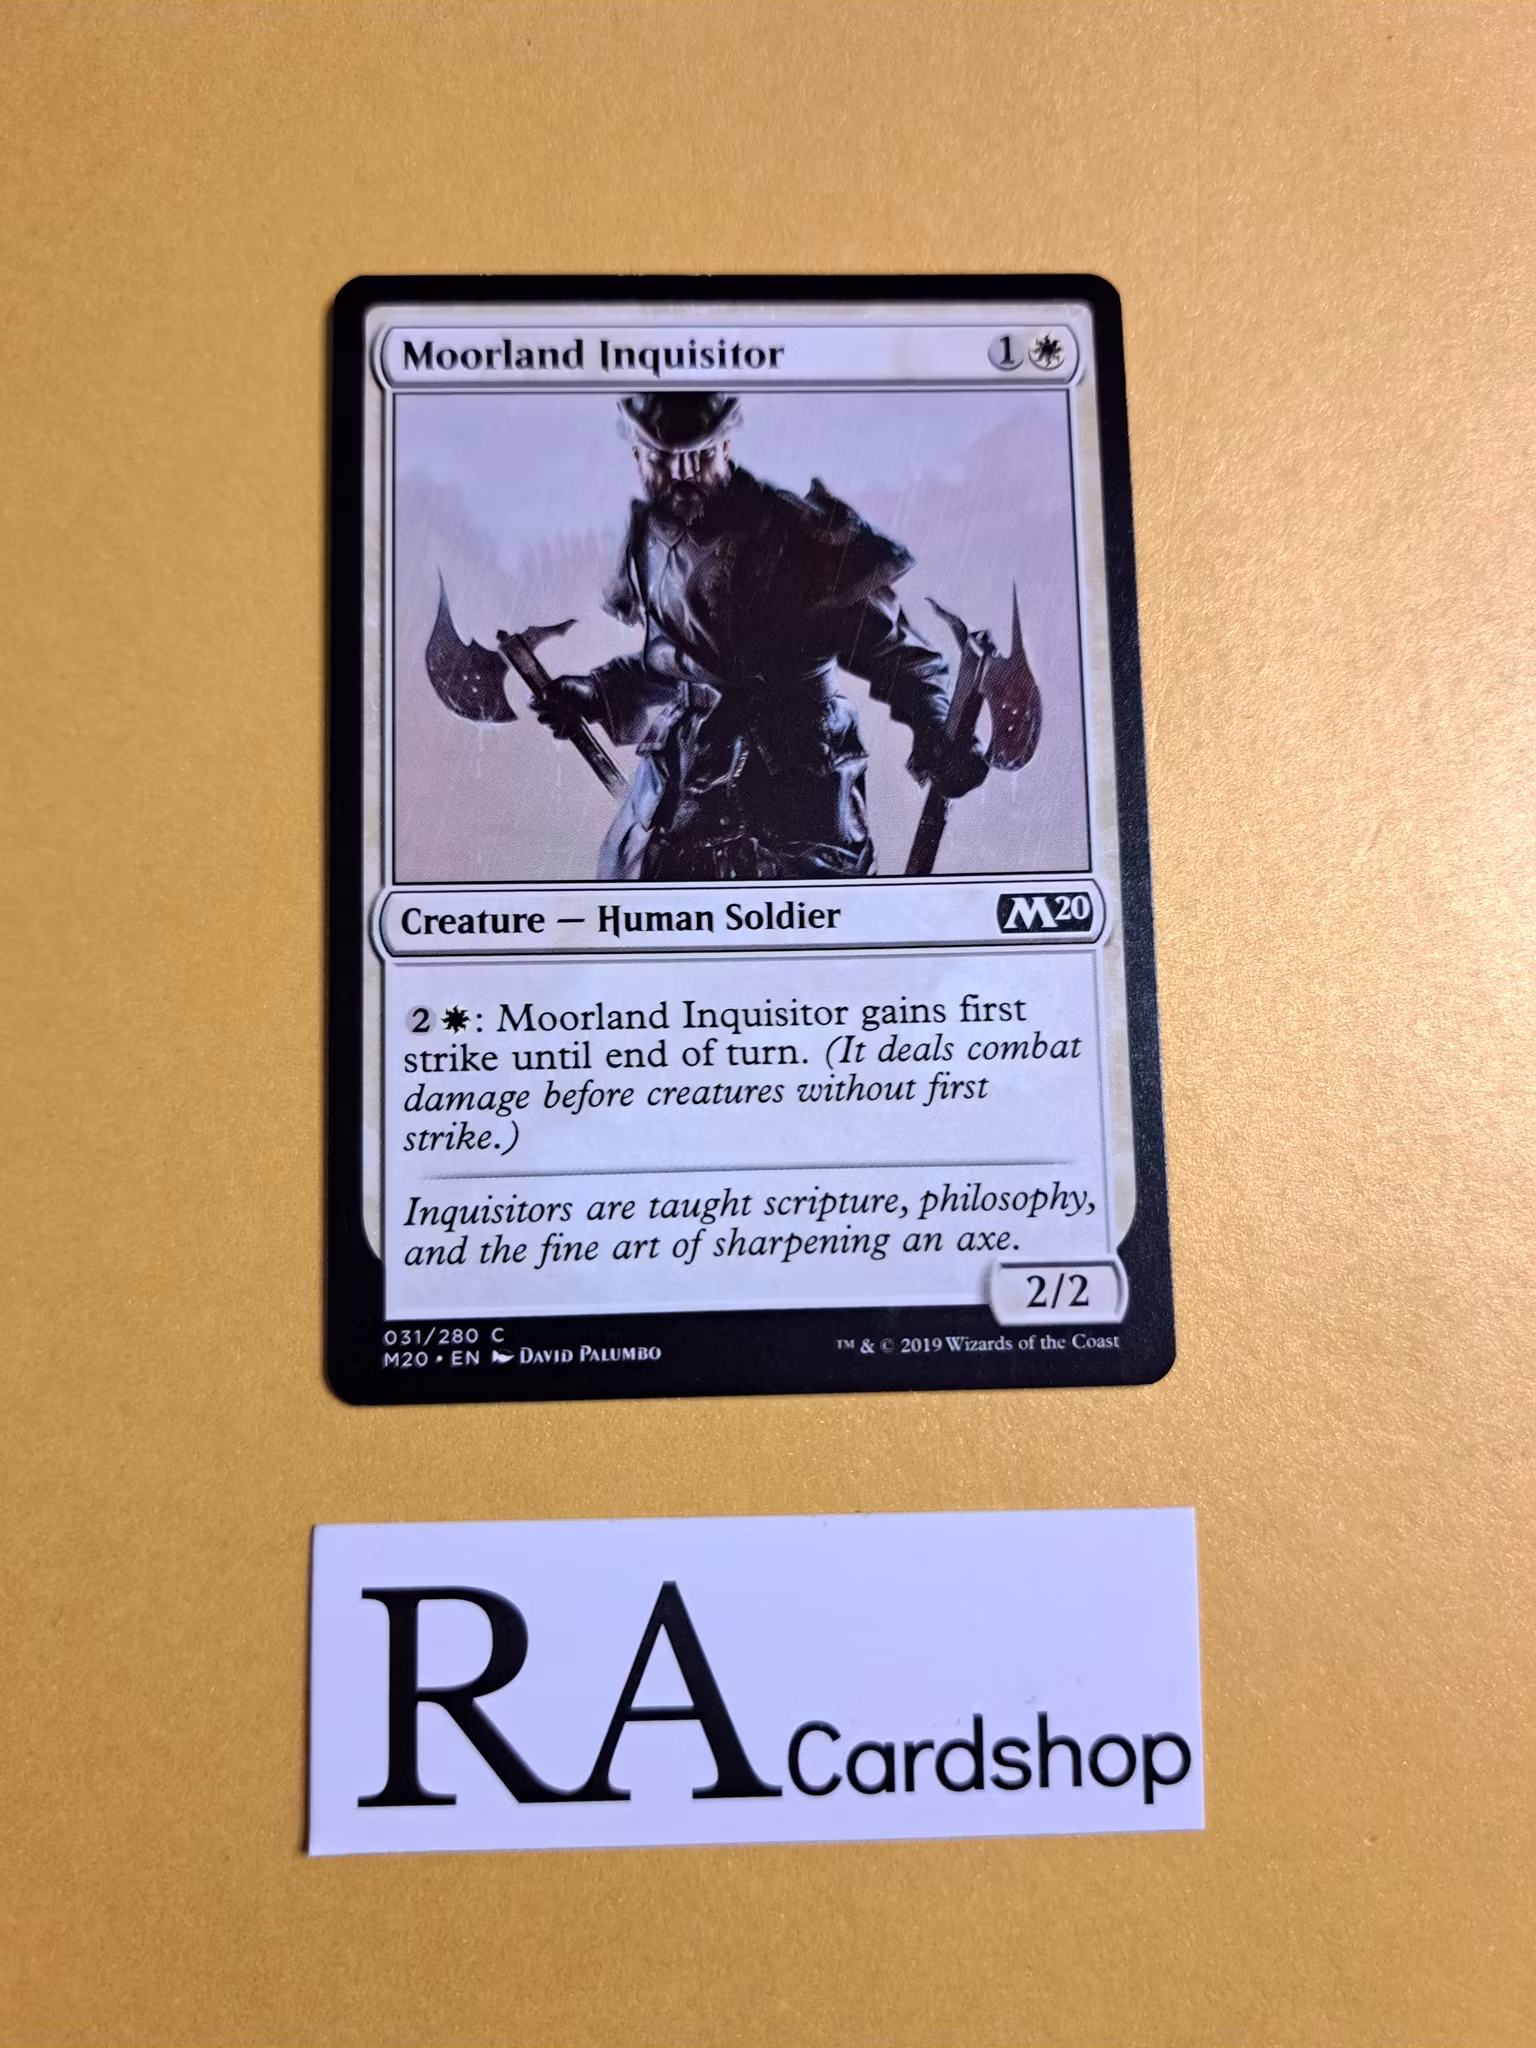 Moorland Inquisitor 1
Creature — Human Soldier M20
2 : Moorland Inquisitor gains first
strike until end of turn. (It deals combat
damage before creatures without first
strike.)
Inquisitors are taught scripture, philosophy,
and the fine art of sharpening an axe.
2/2
031/280 C
M20 • EN DAVID PALUMBO
™ & © 2019 Wizards of the Coast
RA Cardshop